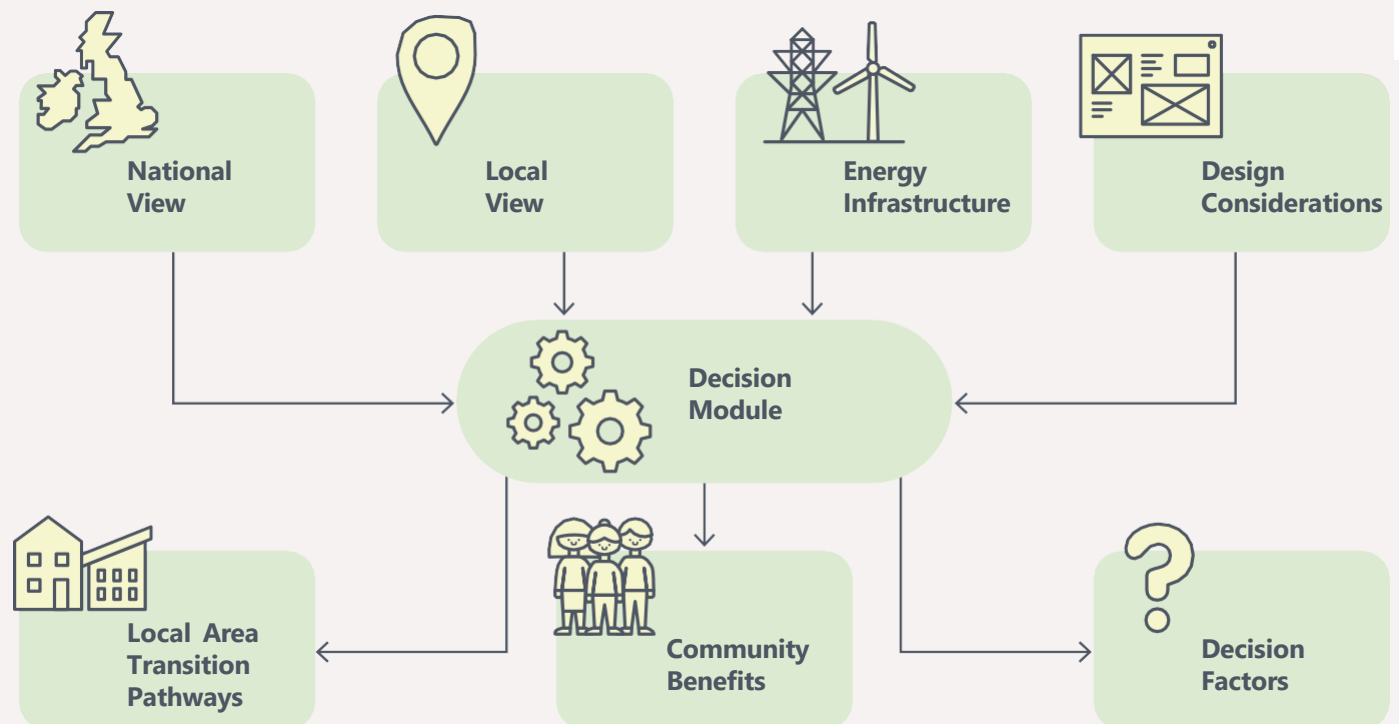 National
View
Local
View
Energy
Infrastructure
Design
Considerations
Decision
Module
Local Area
Transition
Pathways
Community
Benefits
Decision
Factors